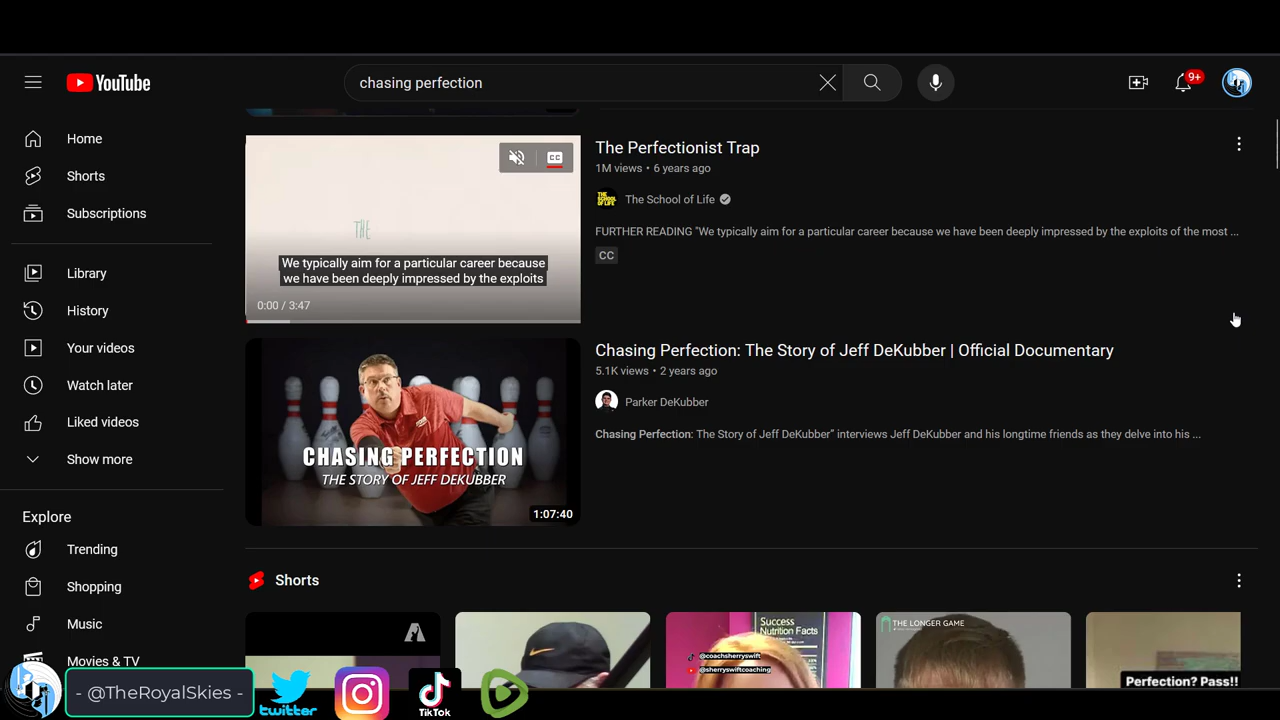 YouTube
chasing perfection
9+
Home
Shorts
Subscriptions
Library
History
Your videos
Watch later
Liked videos
Show more
Explore
Trending
Shopping
Music
Movies & TV
THE
CC
We typically aim for a particular career because
we have been deeply impressed by the exploits
0:00 / 3:47
The Perfectionist Trap
1M views • 6 years ago
THE SCHOOL OF LIFE
The School of Life
FURTHER READING "We typically aim for a particular career because we have been deeply impressed by the exploits of the most ...
CC
CHASING PERFECTION
THE STORY OF JEFF DEKUBBER
1:07:40
Chasing Perfection: The Story of Jeff DeKubber | Official Documentary
5.1K views • 2 years ago
Parker DeKubber
Chasing Perfection: The Story of Jeff DeKubber” interviews Jeff DeKubber and his longtime friends as they delve into his ...
Shorts
Success
Nutrition Facts
@coachsherryswift
@sherryswiftcoaching
THE LONGER GAME
Perfection? Pass!!
- @TheRoyalSkies -
twitter
TikTok